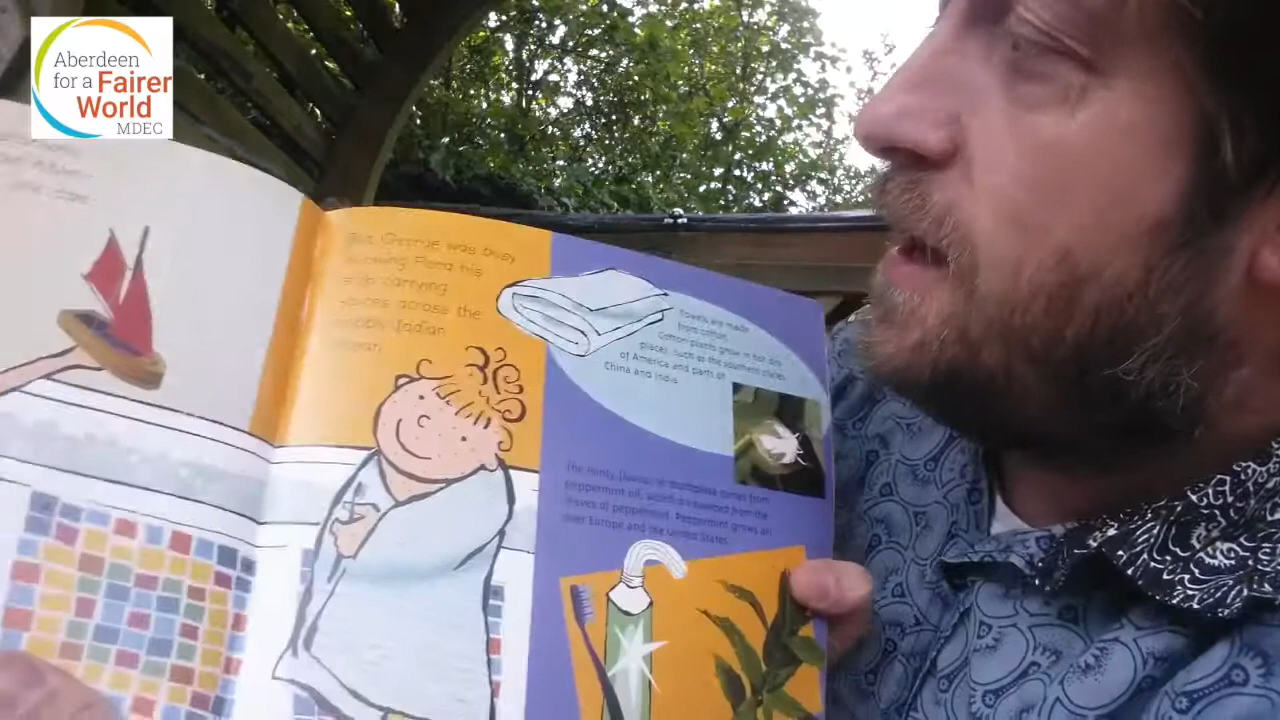 Aberdeen
for a Fairer
World
MDEC
But George was busy
showing Flora his
ship carrying
spices across the
Indian
Towels are made
from cotton.
Cotton plants grow in hot, dry
places such as the southern states
of America and parts of
China and India.
The minty flavour in toothpaste comes from
peppermint oil, which is
from the
leaves of peppermint. Peppermint grows all
over Europe and the United States.